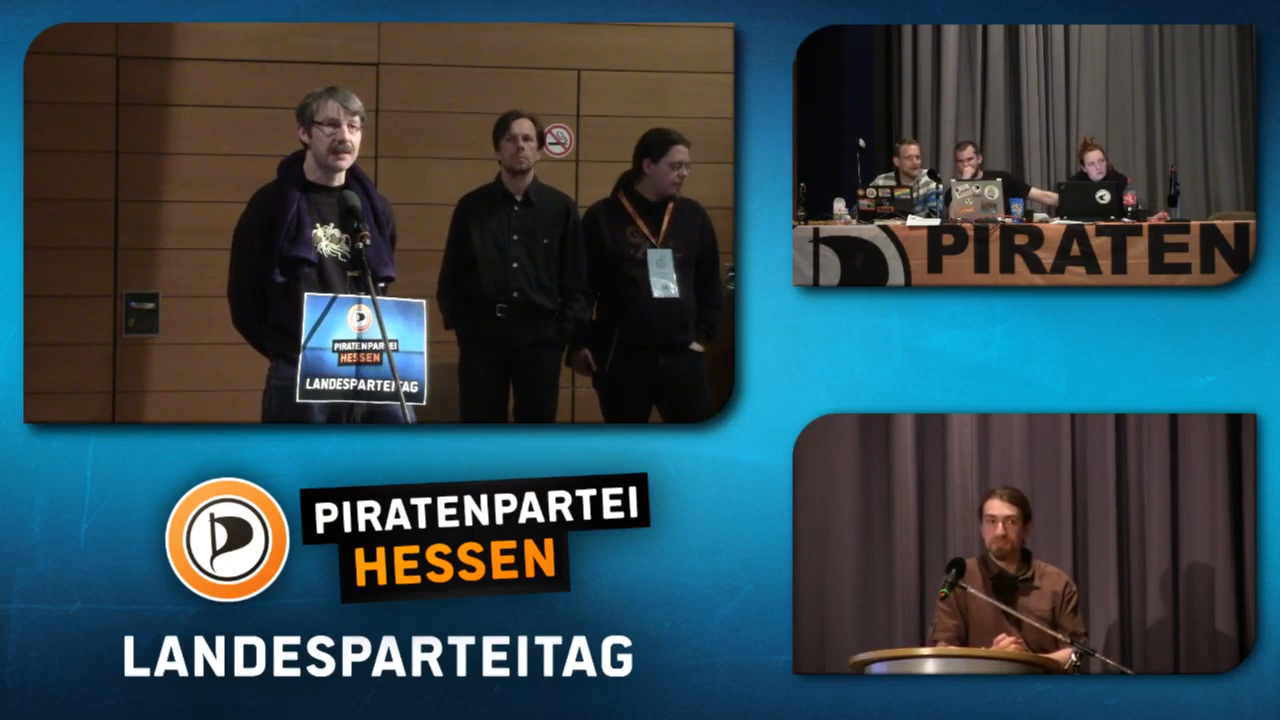 PIRATENPARTEI
HESSEN
LANDESPARTEITAG
PIRATEN
PIRATENPARTEI
HESSEN
LANDESPARTEITAG